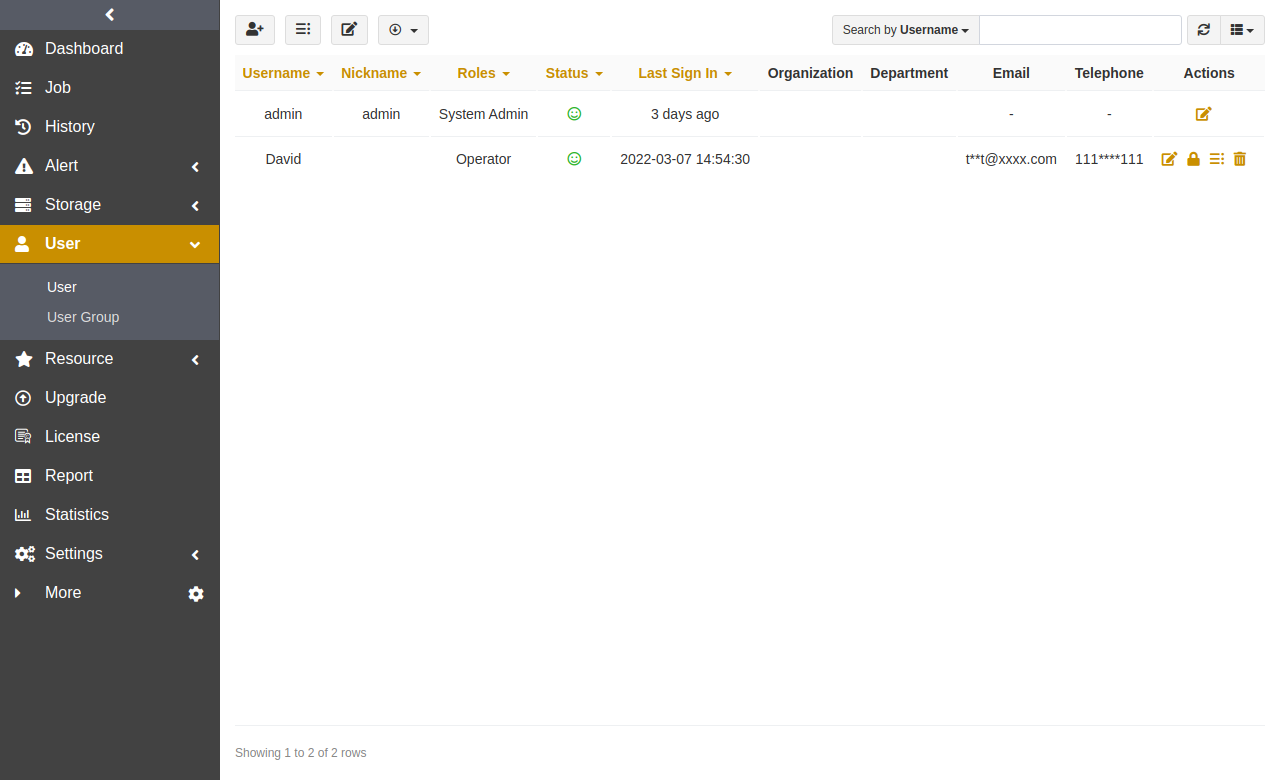 Dashboard
Job
History
Alert
Storage
User
User
User Group
Resource
Upgrade
License
Report
Statistics
Settings
More
Search by Username
Username Nickname Roles Status Last Sign In Organization Department Email Telephone Actions
admin admin System Admin 3 days ago - -
David Operator 2022-03-07 14:54:30 t**t@xxxx.com 111****111
Showing 1 to 2 of 2 rows